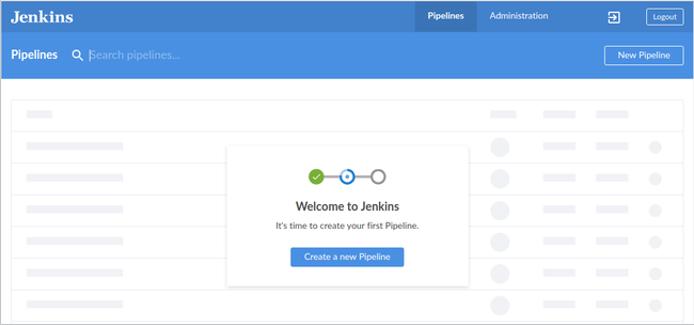 Jenkins
Pipelines
Administration
Logout
Pipelines
Search pipelines...
New Pipeline
Welcome to Jenkins
It's time to create your first Pipeline.
Create a new Pipeline